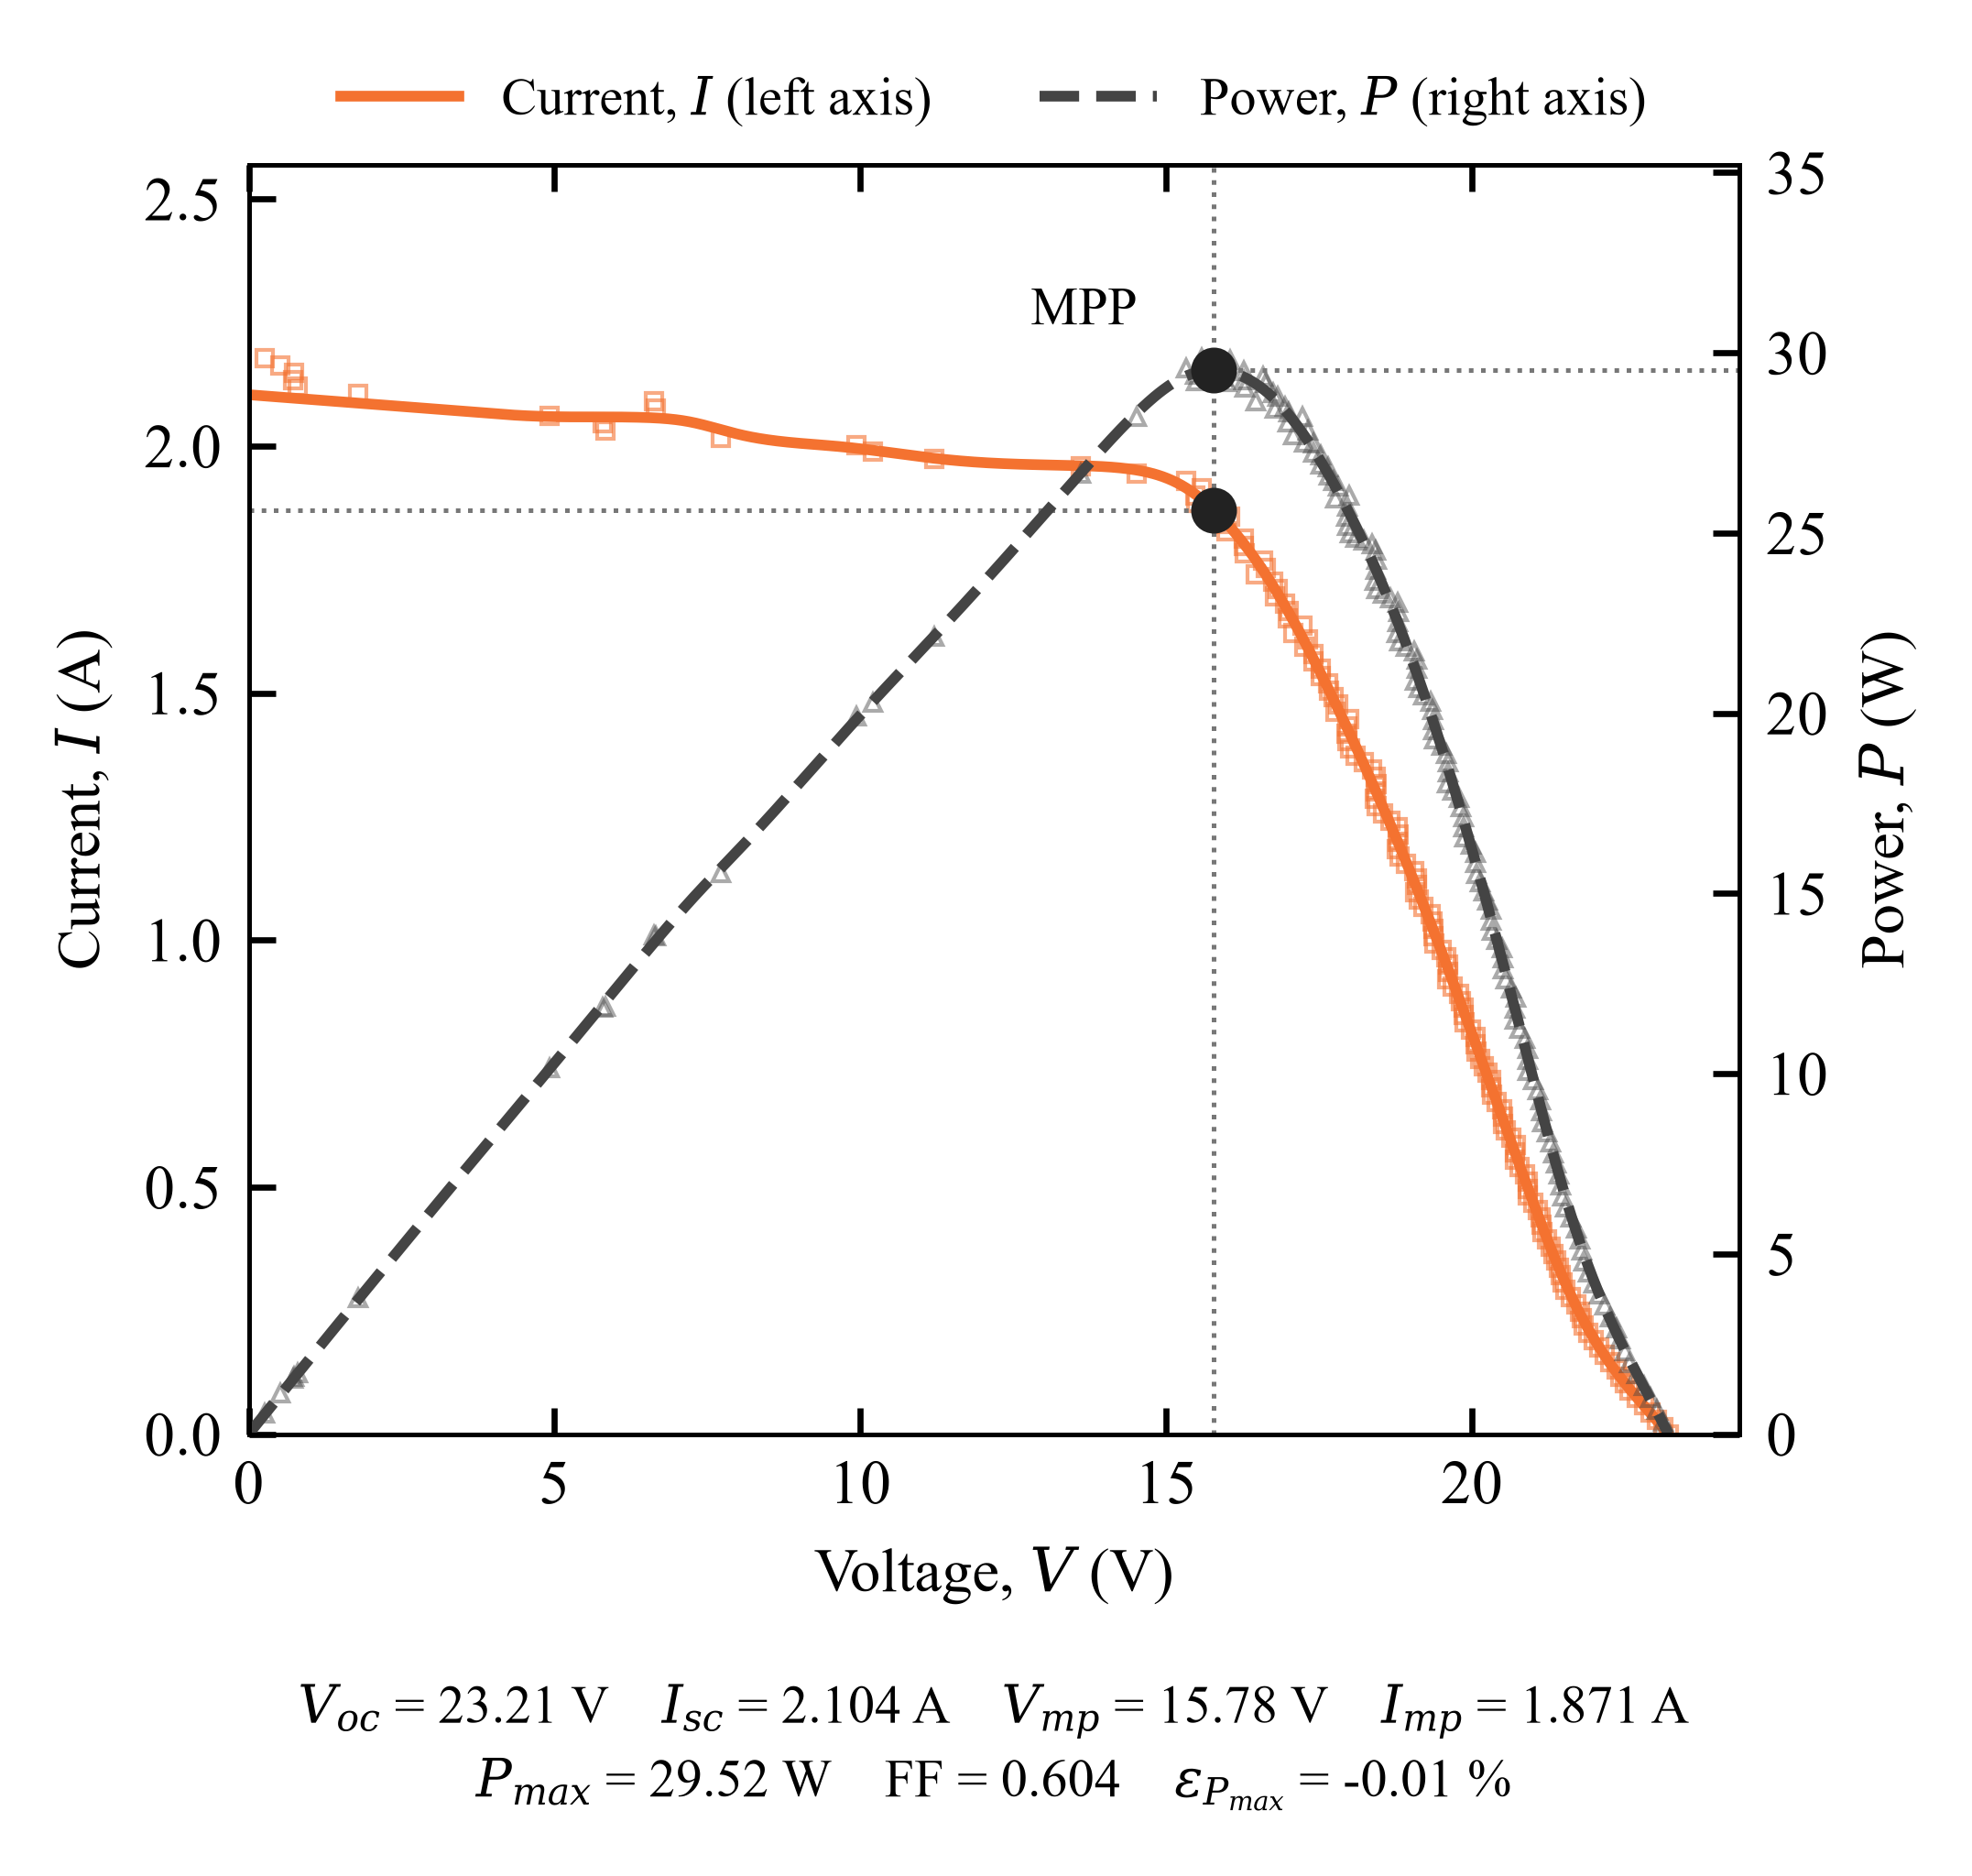 Current, I (left axis) Power, P (right axis)
MPP
Current, I (A)
2.5
2.0
1.5
1.0
0.5
0.0
35
30
25
20
15
10
5
0
Power, P (W)
0 5 10 15 20
Voltage, V (V)
V_oc = 23.21 V I_sc = 2.104 A V_mp = 15.78 V I_mp = 1.871 A
P_max = 29.52 W FF = 0.604 ε_P_max = -0.01 %